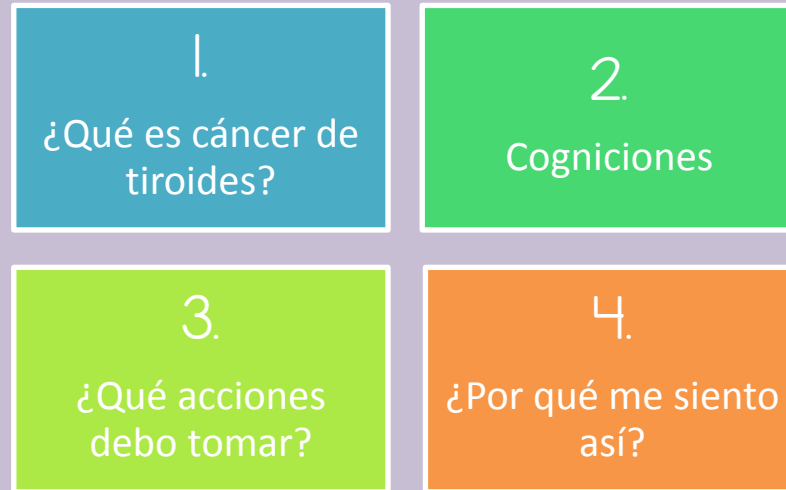 1.
¿Qué es cáncer de
tiroides?
2.
Cogniciones
3.
¿Qué acciones
debo tomar?
4.
¿Por qué me siento
así?